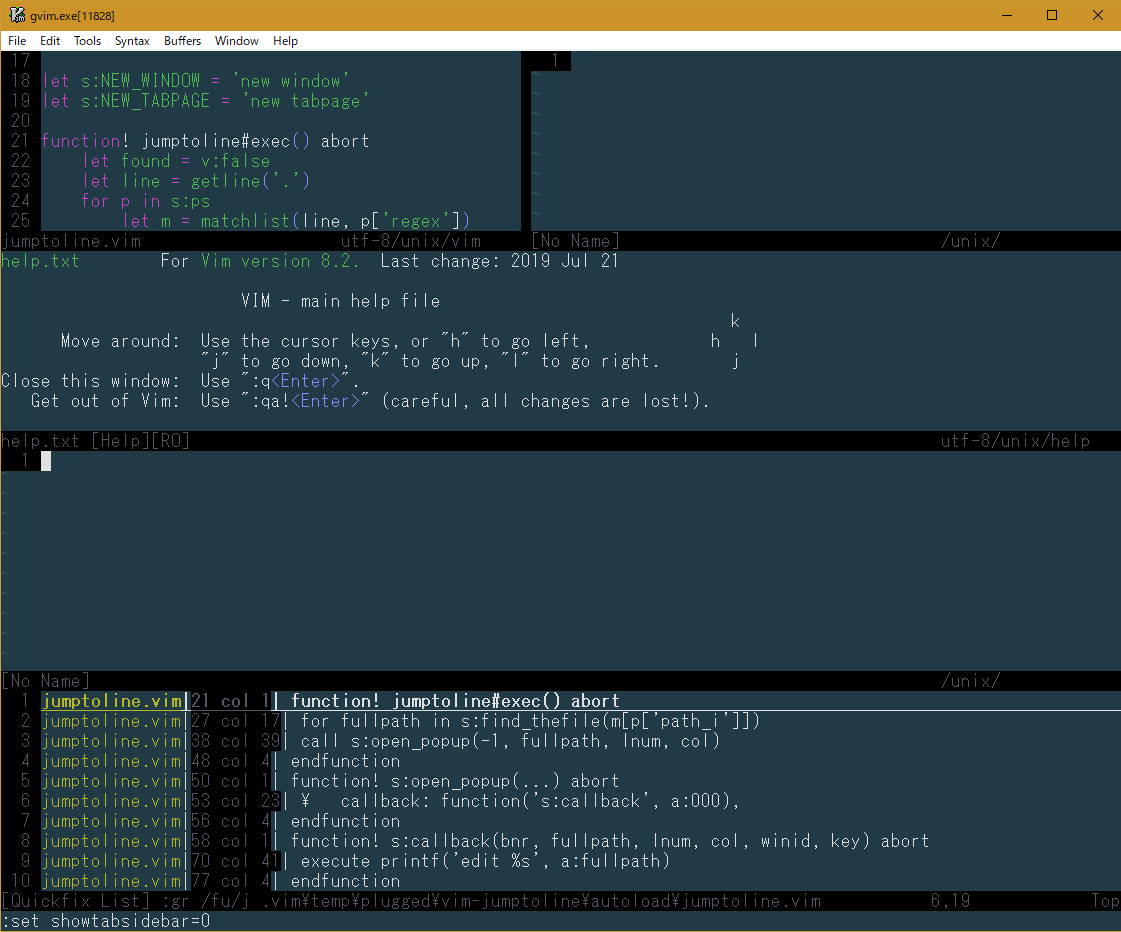 gvim.exe[11828]
File Edit Tools Syntax Buffers Window Help
17
18 let s:NEW_WINDOW = 'new window'
19 let s:NEW_TABPAGE = 'new tabpage'
20
21 function! jumptoline#exec() abort
22     let found = v:false
23     let line = getline('.')
24     for p in s:ps
25         let m = matchlist(line, p['regex'])
jumptoline.vim utf-8/unix/vim
1
~
~
~
~
~
~
~
~
[No Name] /unix/
help.txt For Vim version 8.2. Last change: 2019 Jul 21
VIM - main help file
k
Move around: Use the cursor keys, or "h" to go left, h l
"j" to go down, "k" to go up, "l" to go right. j
Close this window: Use ":q<Enter>".
Get out of Vim: Use ":qa!<Enter>" (careful, all changes are lost!).
help.txt [Help][RO] utf-8/unix/help
1
~
~
~
~
~
~
~
~
~
~
[No Name] /unix/
1 jumptoline.vim|21 col 1| function! jumptoline#exec() abort
2 jumptoline.vim|27 col 17| for fullpath in s:find_thefile(m[p['path_i']])
3 jumptoline.vim|38 col 39| call s:open_popup(-1, fullpath, lnum, col)
4 jumptoline.vim|48 col 4| endfunction
5 jumptoline.vim|50 col 1| function! s:open_popup(...) abort
6 jumptoline.vim|53 col 23| ¥   callback: function('s:callback', a:000),
7 jumptoline.vim|56 col 4| endfunction
8 jumptoline.vim|58 col 1| function! s:callback(bnr, fullpath, lnum, col, winid, key) abort
9 jumptoline.vim|70 col 41| execute printf('edit %s', a:fullpath)
10 jumptoline.vim|77 col 4| endfunction
[Quickfix List] :gr /fu/j .vim¥temp¥plugged¥vim-jumptoline¥autoload¥jumptoline.vim 6,19 Top
:set showtabsidebar=0